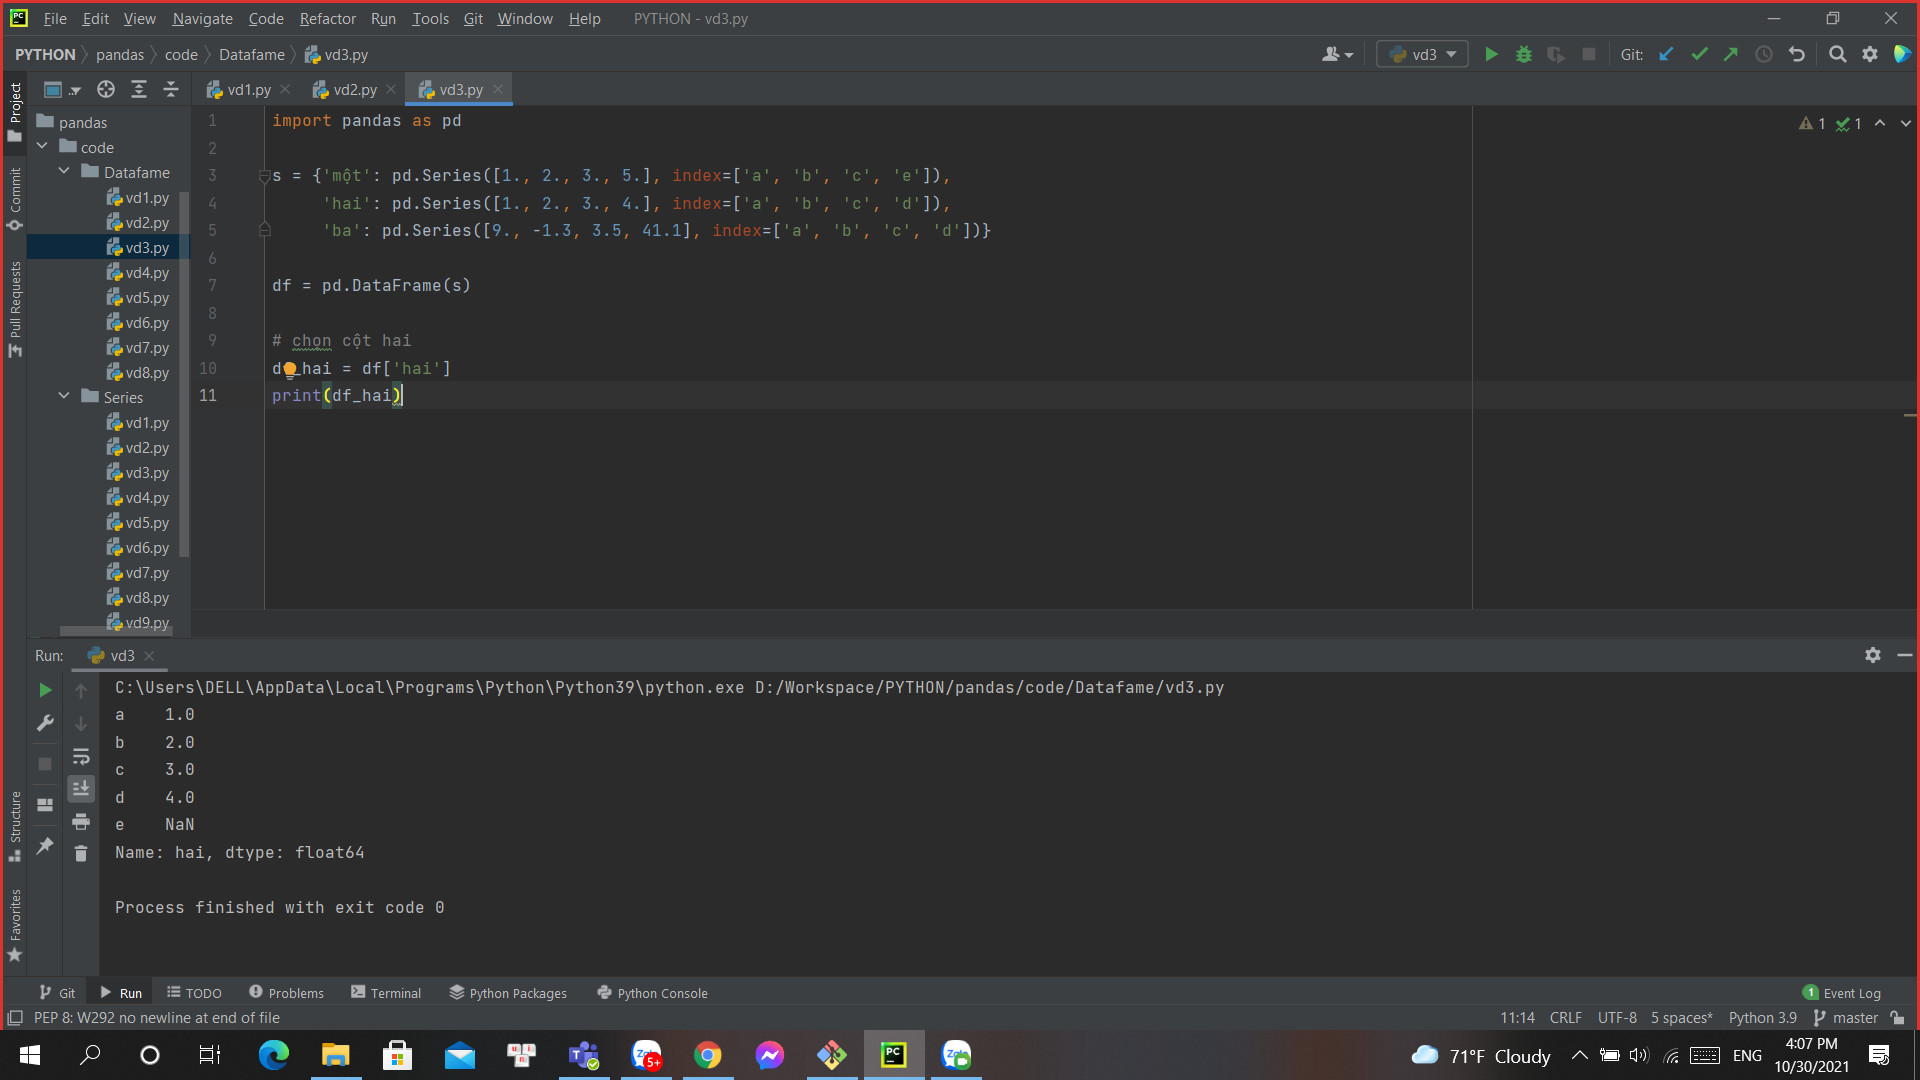 File Edit View Navigate Code Refactor Run Tools Git Window Help PYTHON - vd3.py
PYTHON pandas code Datafame vd3.py
vd3 Git:
vd1.py vd2.py vd3.py
Project
Commit
Pull Requests
Structure
Favorites
pandas
code
Datafame
vd1.py
vd2.py
vd3.py
vd4.py
vd5.py
vd6.py
vd7.py
vd8.py
Series
vd1.py
vd2.py
vd3.py
vd4.py
vd5.py
vd6.py
vd7.py
vd8.py
vd9.py
1 import pandas as pd
1 1
2
3 s = {'một': pd.Series([1., 2., 3., 5.], index=['a', 'b', 'c', 'e']),
4 'hai': pd.Series([1., 2., 3., 4.], index=['a', 'b', 'c', 'd']),
5 'ba': pd.Series([9., -1.3, 3.5, 41.1], index=['a', 'b', 'c', 'd'])}
6
7 df = pd.DataFrame(s)
8
9 # chọn cột hai
10 d_hai = df['hai']
11 print(df_hai)
Run: vd3
C:\Users\DELL\AppData\Local\Programs\Python\Python39\python.exe D:/Workspace/PYTHON/pandas/code/Datafame/vd3.py
a 1.0
b 2.0
c 3.0
d 4.0
e NaN
Name: hai, dtype: float64
Process finished with exit code 0
Git Run TODO Problems Terminal Python Packages Python Console 1 Event Log
PEP 8: W292 no newline at end of file 11:14 CRLF UTF-8 5 spaces* Python 3.9 master
PC 5+ Zalo PC
71°F Cloudy ENG 4:07 PM
10/30/2021